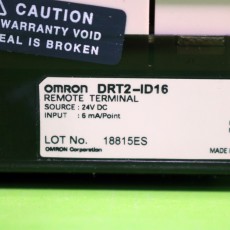 CAUTION
WARRANTY VOID
EAL IS BROKEN
OMRON DRT2-ID16
REMOTE TERMINAL
SOURCE : 24V DC
INPUT : 6 mA/Point
LOT No. 18815ES
OMRON Corporation
MADE